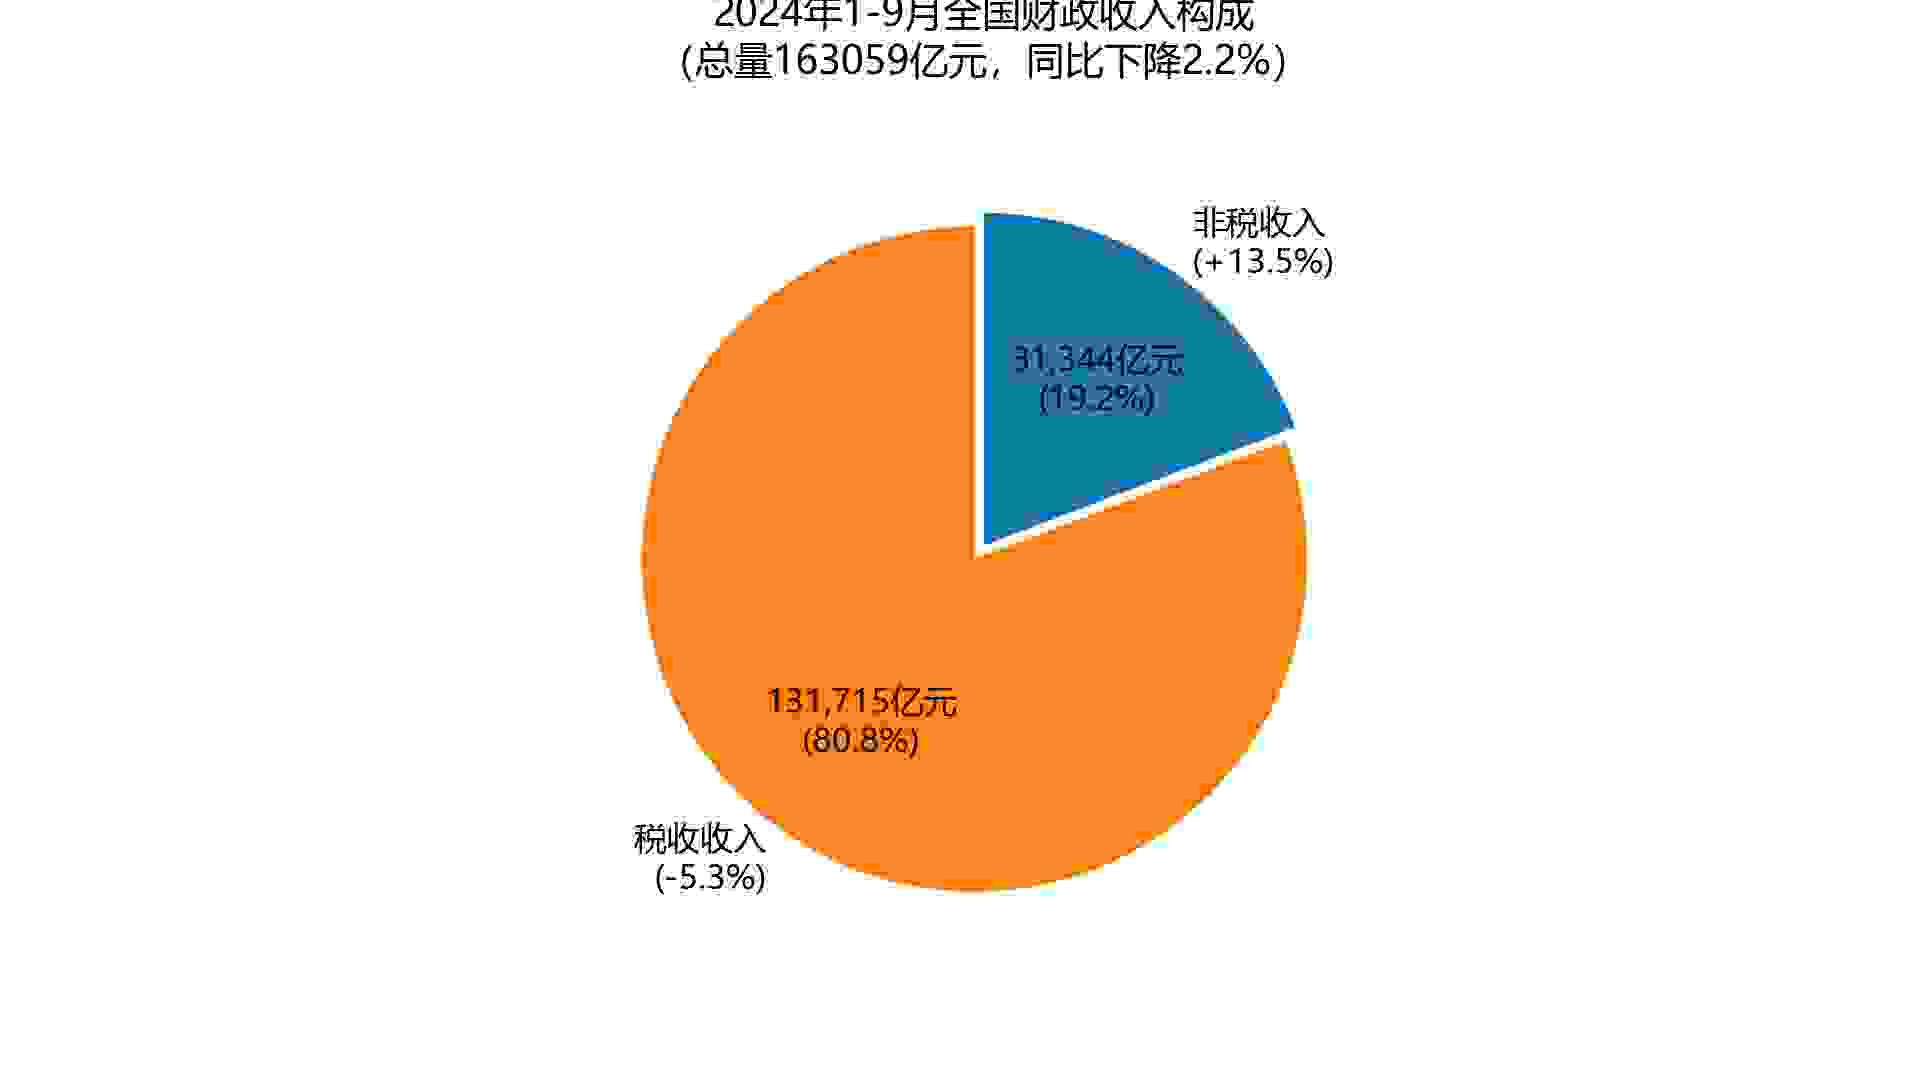 2024年1-9月全国财政收入构成
（总量163059亿元，同比下降2.2%）
非税收入
(+13.5%)
31,344亿元
(19.2%)
131,715亿元
(80.8%)
税收收入
(-5.3%)